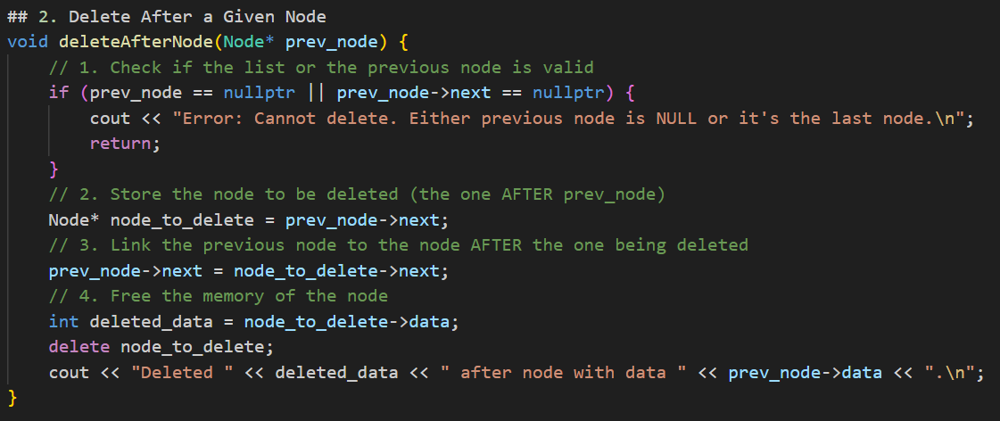 ## 2. Delete After a Given Node
void deleteAfterNode(Node* prev_node) {
    // 1. Check if the list or the previous node is valid
    if (prev_node == nullptr || prev_node->next == nullptr) {
        cout << "Error: Cannot delete. Either previous node is NULL or it's the last node.\n";
        return;
    }
    // 2. Store the node to be deleted (the one AFTER prev_node)
    Node* node_to_delete = prev_node->next;
    // 3. Link the previous node to the node AFTER the one being deleted
    prev_node->next = node_to_delete->next;
    // 4. Free the memory of the node
    int deleted_data = node_to_delete->data;
    delete node_to_delete;
    cout << "Deleted " << deleted_data << " after node with data " << prev_node->data << ".\n";
}